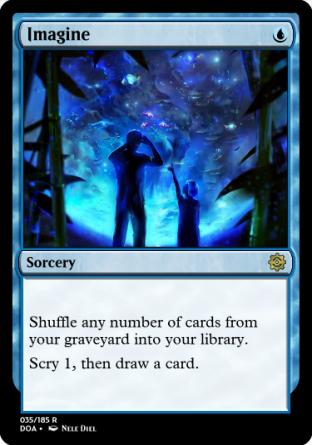 Imagine
Sorcery
Shuffle any number of cards from
your graveyard into your library.
Scry 1, then draw a card.
035/185 R
DOA • NELE DIEL